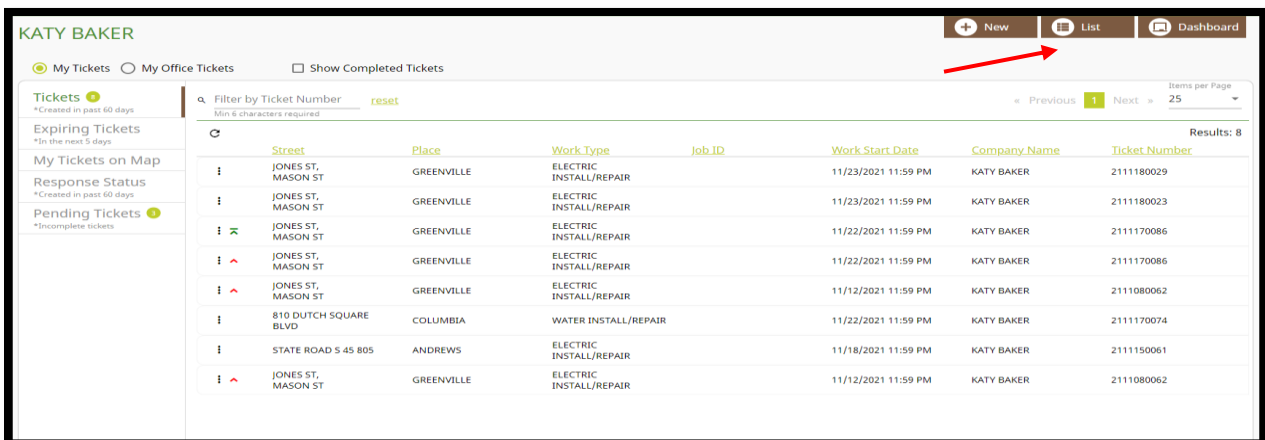 KATY BAKER
New
List
Dashboard
My Tickets
My Office Tickets
Show Completed Tickets
Tickets 8
*Created in past 60 days
Expiring Tickets
*In the next 5 days
My Tickets on Map
Response Status
*Created in past 60 days
Pending Tickets 3
*Incomplete tickets
Filter by Ticket Number reset
Min 6 characters required
« Previous 1 Next »
Items per Page
25
Results: 8
Street Place Work Type Job ID Work Start Date Company Name Ticket Number
JONES ST,
MASON ST GREENVILLE ELECTRIC
INSTALL/REPAIR 11/23/2021 11:59 PM KATY BAKER 2111180029
JONES ST,
MASON ST GREENVILLE ELECTRIC
INSTALL/REPAIR 11/23/2021 11:59 PM KATY BAKER 2111180023
JONES ST,
MASON ST GREENVILLE ELECTRIC
INSTALL/REPAIR 11/22/2021 11:59 PM KATY BAKER 2111170086
JONES ST,
MASON ST GREENVILLE ELECTRIC
INSTALL/REPAIR 11/22/2021 11:59 PM KATY BAKER 2111170086
JONES ST,
MASON ST GREENVILLE ELECTRIC
INSTALL/REPAIR 11/12/2021 11:59 PM KATY BAKER 2111080062
810 DUTCH SQUARE
BLVD COLUMBIA WATER INSTALL/REPAIR 11/22/2021 11:59 PM KATY BAKER 2111170074
STATE ROAD S 45 805 ANDREWS ELECTRIC
INSTALL/REPAIR 11/18/2021 11:59 PM KATY BAKER 2111150061
JONES ST,
MASON ST GREENVILLE ELECTRIC
INSTALL/REPAIR 11/12/2021 11:59 PM KATY BAKER 2111080062